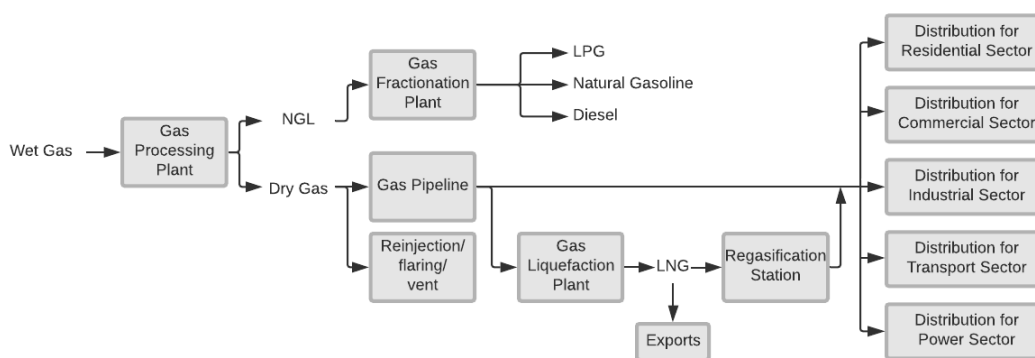 Wet Gas
Gas
Processing
Plant
NGL
Dry Gas
Gas
Fractionation
Plant
LPG
Natural Gasoline
Diesel
Gas Pipeline
Reinjection/
flaring/
vent
Gas
Liquefaction
Plant
LNG
Exports
Regasification
Station
Distribution for
Residential Sector
Distribution for
Commercial Sector
Distribution for
Industrial Sector
Distribution for
Transport Sector
Distribution for
Power Sector